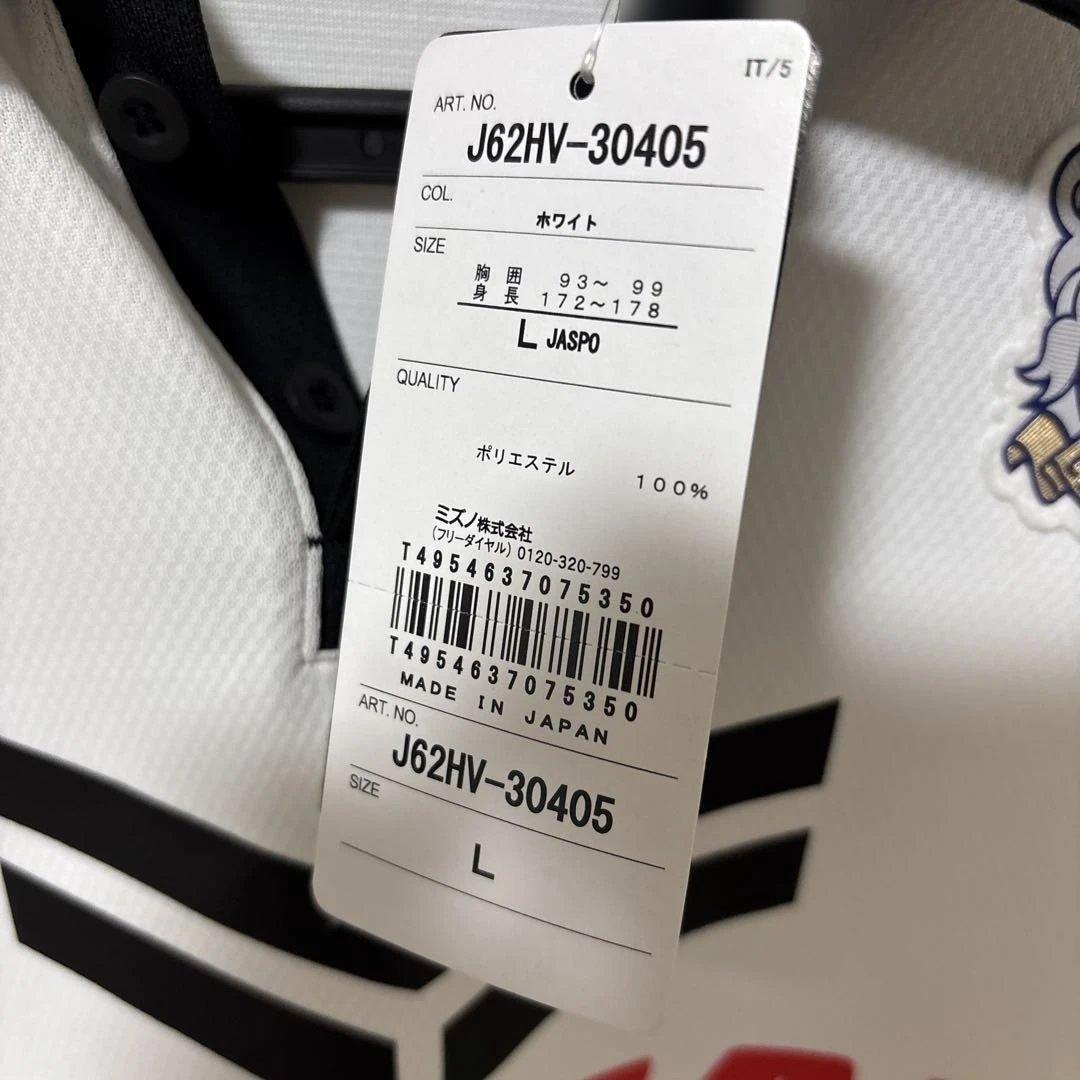 IT/5
ART. NO.
J62HV-30405
COL.
ホワイト
SIZE
胸 囲 93～ 99
身 長 172～178
L JASPO
QUALITY
ポリエステル 100%
ミズノ株式会社
(フリーダイヤル) 0120-320-799
T4954637075350
T4954637075350
MADE IN JAPAN
ART. NO.
J62HV-30405
SIZE
L